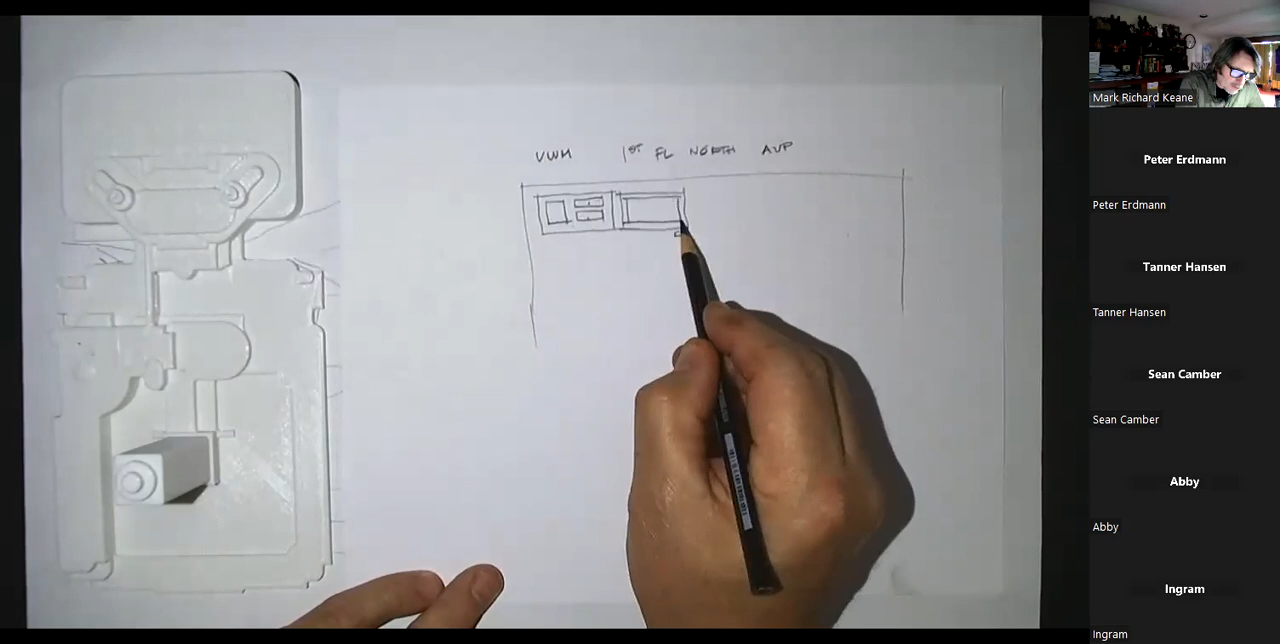 VWM 1ST FL NORTH AVP
Mark Richard Keane
Peter Erdmann
Peter Erdmann
Tanner Hansen
Tanner Hansen
Sean Camber
Sean Camber
Abby
Abby
Ingram
Ingram